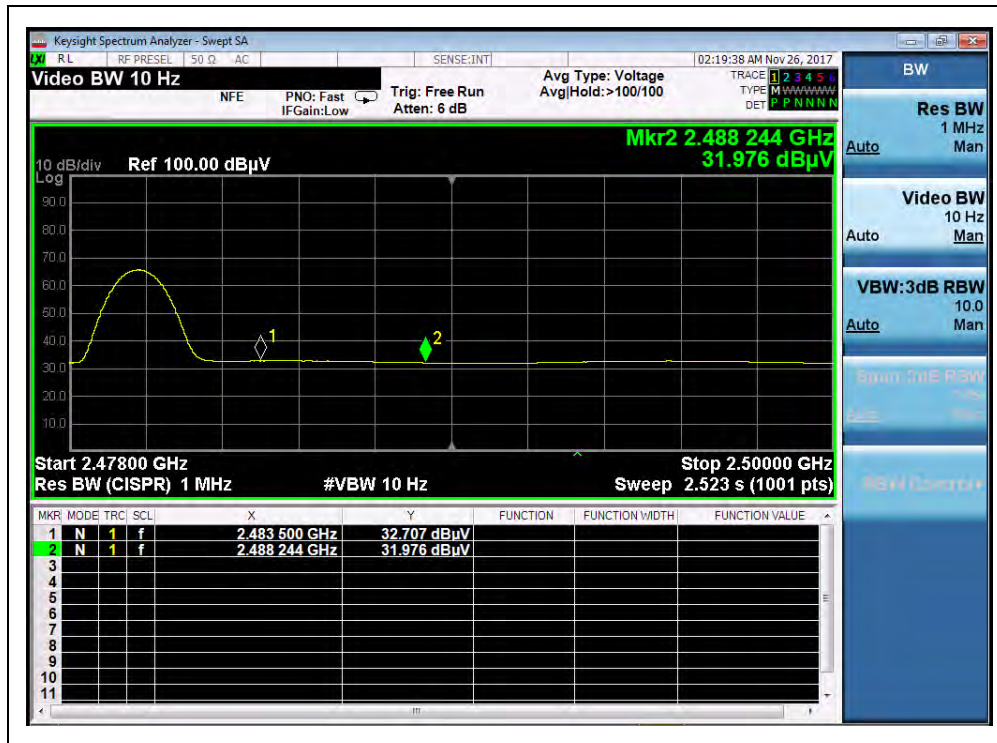 Keysight Spectrum Analyzer - Swept SA
LXI RL RF PRESEL 50 Ω AC SENSE:INT 02:19:38 AM Nov 26, 2017
Video BW 10 Hz
NFE PNO: Fast IFGain:Low Trig: Free Run Atten: 6 dB
Avg Type: Voltage Avg|Hold:>100/100
TRACE 1 2 3 4 5 6
TYPE M WWWWW
DET P P N N N N
Mkr2 2.488 244 GHz
31.976 dBµV
10 dB/div Ref 100.00 dBµV
Log
90.0
80.0
70.0
60.0
50.0
40.0
30.0
20.0
10.0
1
2
Start 2.47800 GHz Stop 2.50000 GHz
Res BW (CISPR) 1 MHz #VBW 10 Hz Sweep 2.523 s (1001 pts)
MKR MODE TRC SCL X Y FUNCTION FUNCTION WIDTH FUNCTION VALUE
1 N 1 f 2.483 500 GHz 32.707 dBµV
2 N 1 f 2.488 244 GHz 31.976 dBµV
3
4
5
6
7
8
9
10
11
BW
Res BW
1 MHz
Auto Man
Video BW
10 Hz
Auto Man
VBW:3dB RBW
10.0
Auto Man
Span:3dB RBW